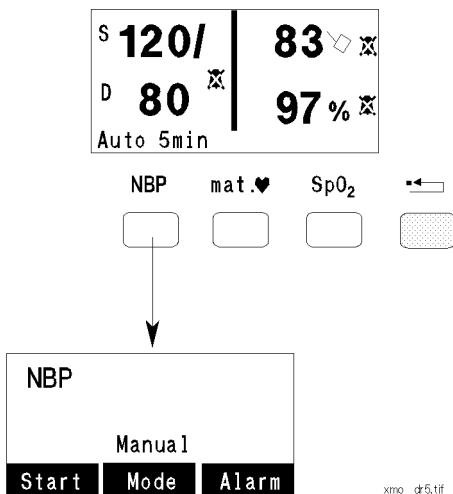 S 120/ 83
D 80 97 %
Auto 5min
NBP mat.♥ SpO₂
NBP
Manual
Start Mode Alarm
xmo dr5.tif